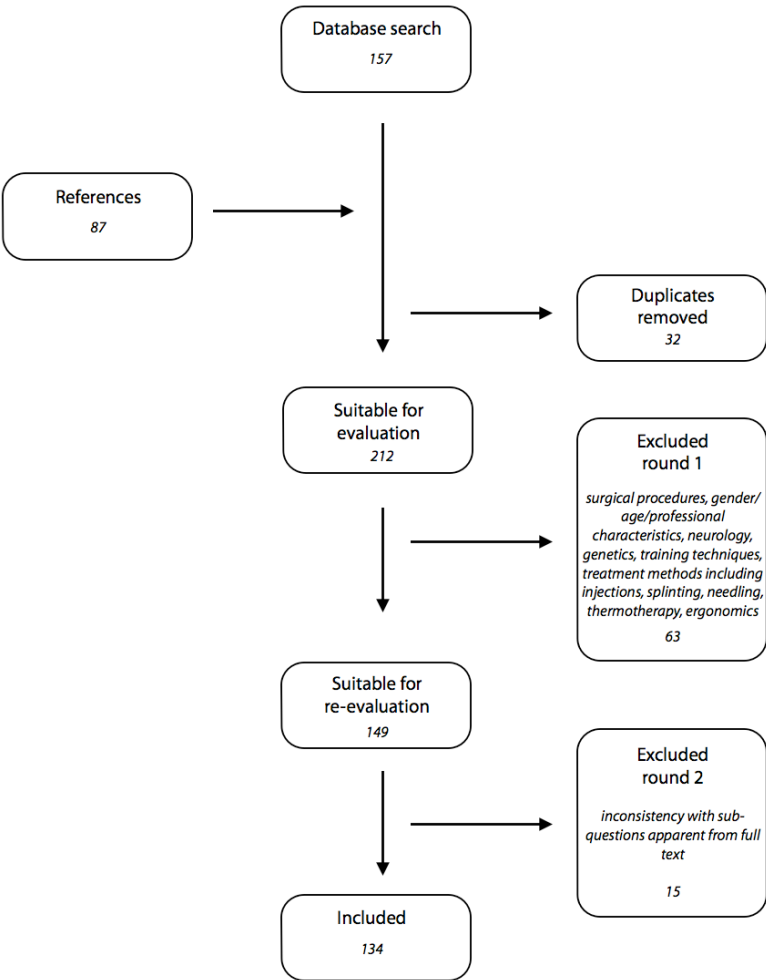 Database search
157
References
87
Duplicates
removed
32
Suitable for
evaluation
212
Excluded
round 1
surgical procedures, gender/
age/professional
characteristics, neurology,
genetics, training techniques,
treatment methods including
injections, splinting, needling,
thermotherapy, ergonomics
63
Suitable for
re-evaluation
149
Excluded
round 2
inconsistency with sub-
questions apparent from full
text
15
Included
134